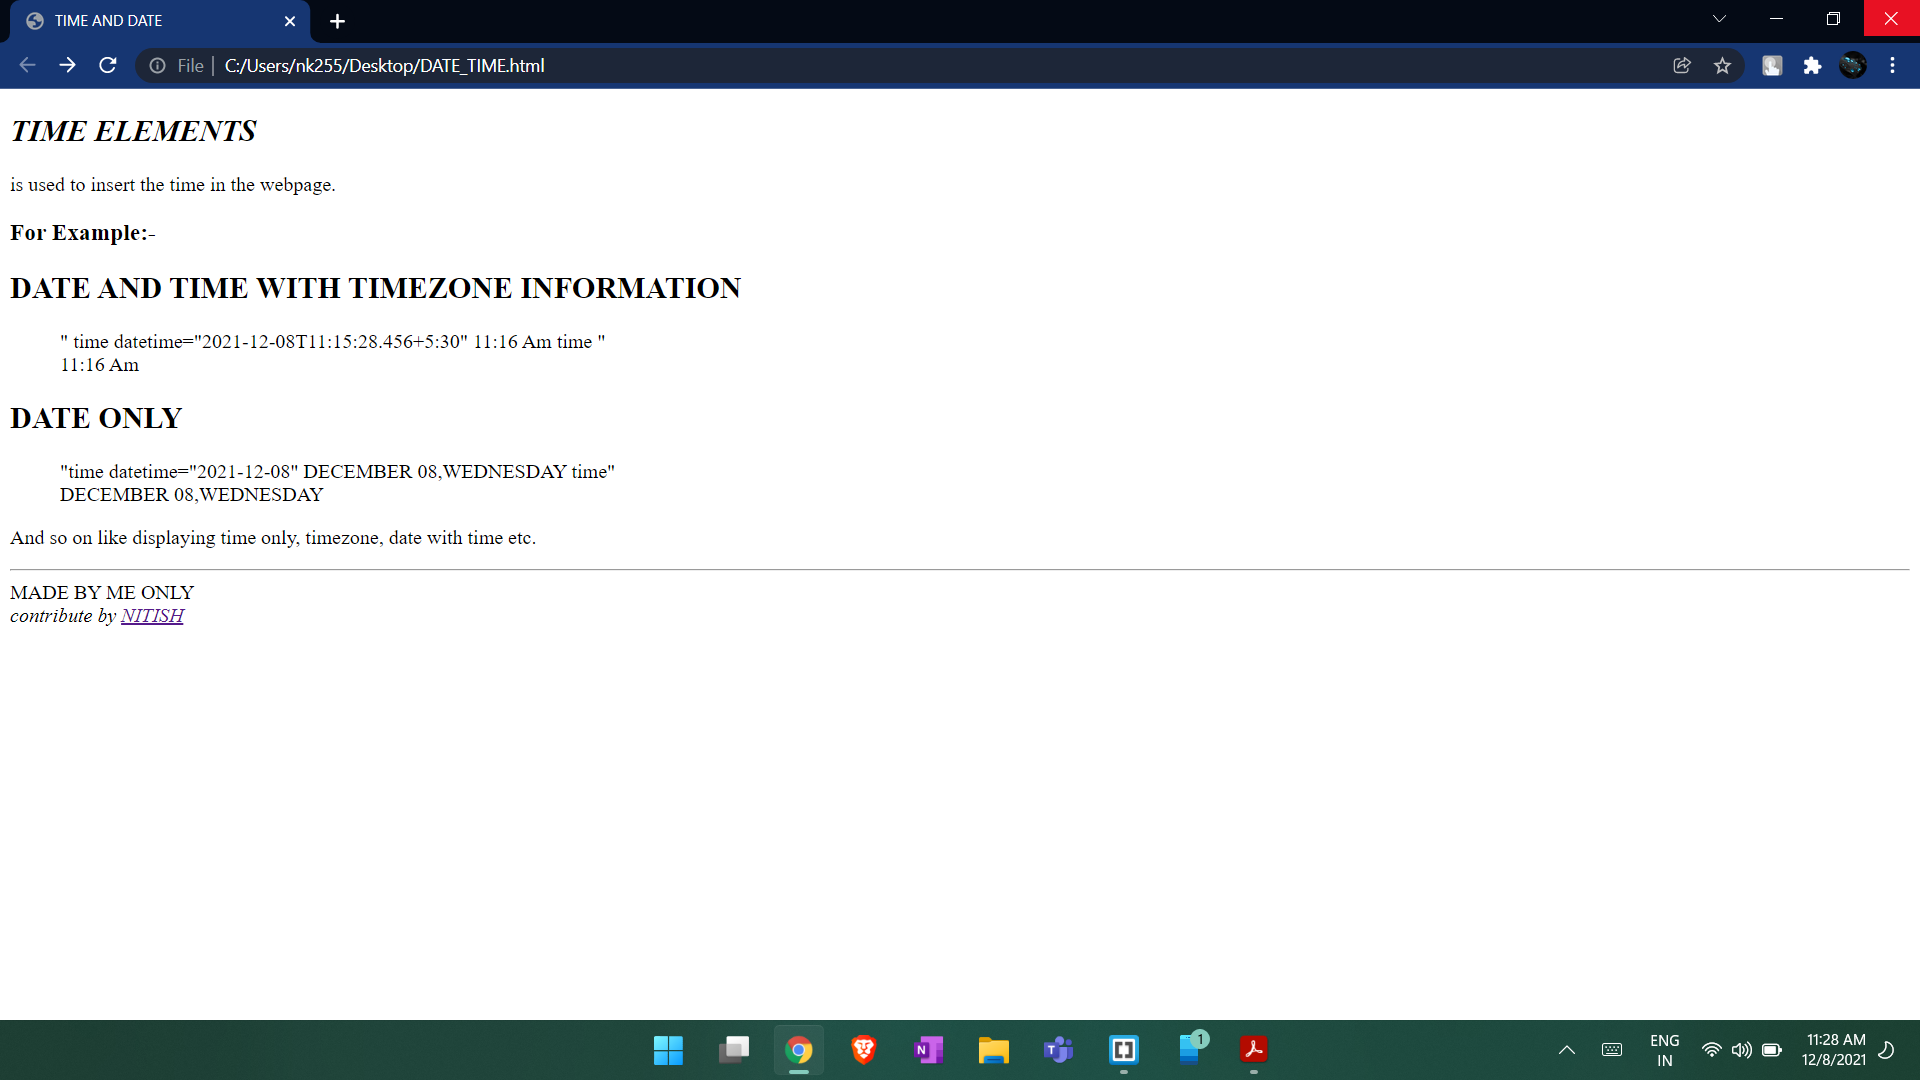 TIME AND DATE
File
C:/Users/nk255/Desktop/DATE_TIME.html
TIME ELEMENTS
is used to insert the time in the webpage.
For Example:-
DATE AND TIME WITH TIMEZONE INFORMATION
" time datetime="2021-12-08T11:15:28.456+5:30" 11:16 Am time "
11:16 Am
DATE ONLY
"time datetime="2021-12-08" DECEMBER 08,WEDNESDAY time"
DECEMBER 08,WEDNESDAY
And so on like displaying time only, timezone, date with time etc.
MADE BY ME ONLY
contribute by NITISH
N
T
1
ENG
IN
11:28 AM
12/8/2021